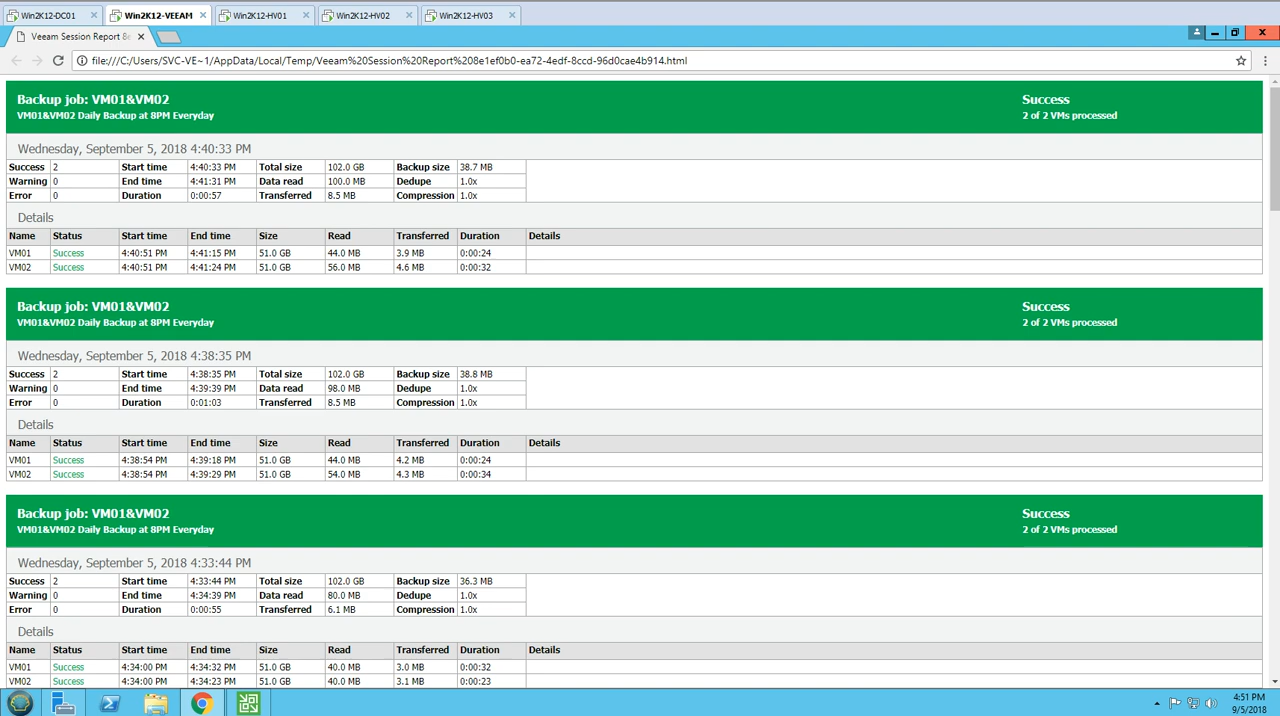 Win2K12-DC01 Win2K12-VEEAM Win2K12-HV01 Win2K12-HV02 Win2K12-HV03
Veeam Session Report 8e
file:///C:/Users/SVC-VE~1/AppData/Local/Temp/Veeam%20Session%20Report%208e1ef0b0-ea72-4edf-8ccd-96d0cae4b914.html
Backup job: VM01&VM02 Success
VM01&VM02 Daily Backup at 8PM Everyday 2 of 2 VMs processed
Wednesday, September 5, 2018 4:40:33 PM
Success 2 Start time 4:40:33 PM Total size 102.0 GB Backup size 38.7 MB
Warning 0 End time 4:41:31 PM Data read 100.0 MB Dedupe 1.0x
Error 0 Duration 0:00:57 Transferred 8.5 MB Compression 1.0x
Details
Name Status Start time End time Size Read Transferred Duration Details
VM01 Success 4:40:51 PM 4:41:15 PM 51.0 GB 44.0 MB 3.9 MB 0:00:24
VM02 Success 4:40:51 PM 4:41:24 PM 51.0 GB 56.0 MB 4.6 MB 0:00:32
Backup job: VM01&VM02 Success
VM01&VM02 Daily Backup at 8PM Everyday 2 of 2 VMs processed
Wednesday, September 5, 2018 4:38:35 PM
Success 2 Start time 4:38:35 PM Total size 102.0 GB Backup size 38.8 MB
Warning 0 End time 4:39:39 PM Data read 98.0 MB Dedupe 1.0x
Error 0 Duration 0:01:03 Transferred 8.5 MB Compression 1.0x
Details
Name Status Start time End time Size Read Transferred Duration Details
VM01 Success 4:38:54 PM 4:39:18 PM 51.0 GB 44.0 MB 4.2 MB 0:00:24
VM02 Success 4:38:54 PM 4:39:29 PM 51.0 GB 54.0 MB 4.3 MB 0:00:34
Backup job: VM01&VM02 Success
VM01&VM02 Daily Backup at 8PM Everyday 2 of 2 VMs processed
Wednesday, September 5, 2018 4:33:44 PM
Success 2 Start time 4:33:44 PM Total size 102.0 GB Backup size 36.3 MB
Warning 0 End time 4:34:39 PM Data read 80.0 MB Dedupe 1.0x
Error 0 Duration 0:00:55 Transferred 6.1 MB Compression 1.0x
Details
Name Status Start time End time Size Read Transferred Duration Details
VM01 Success 4:34:00 PM 4:34:32 PM 51.0 GB 40.0 MB 3.0 MB 0:00:32
VM02 Success 4:34:00 PM 4:34:23 PM 51.0 GB 40.0 MB 3.1 MB 0:00:23
4:51 PM
9/5/2018